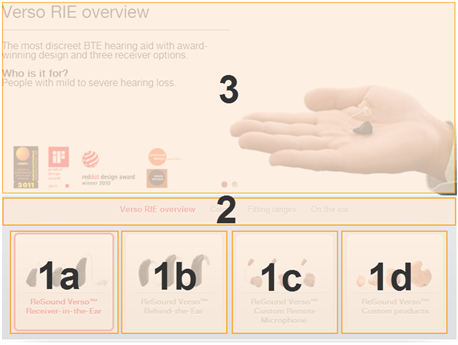 Verso RIE overview
The most discreet BTE hearing aid with award-
winning design and three receiver options.
Who is it for?
People with mild to severe hearing loss.
3
2011
reddot design award
winner 2010
Verso RIE overview Fitting ranges On the ear
2
1a
ReSound Verso™
Receiver-in-the-Ear
1b
ReSound Verso™
Behind-the-Ear
1c
ReSound Verso™
Custom Remote
Microphone
1d
ReSound Verso™
Custom products